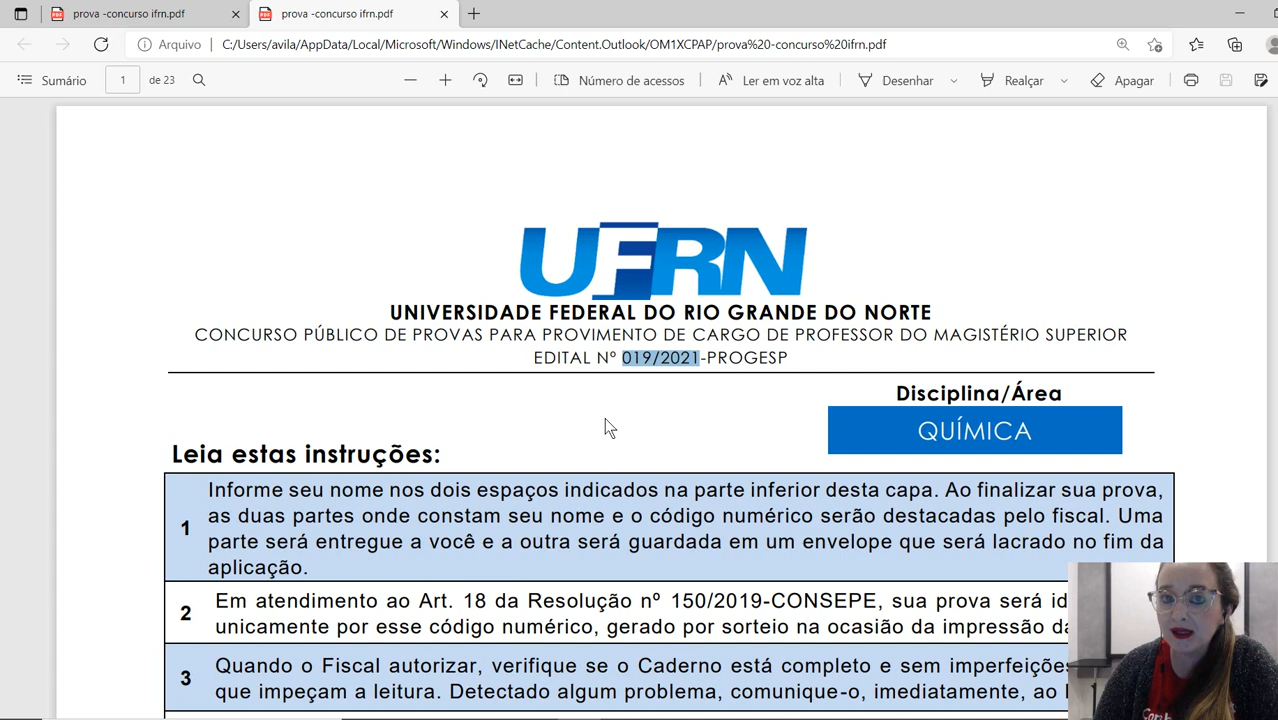 prova -concurso ifrn.pdf
prova -concurso ifrn.pdf
Arquivo
C:/Users/avila/AppData/Local/Microsoft/Windows/INetCache/Content.Outlook/OM1XCPAP/prova%20-concurso%20ifrn.pdf
Sumário
1
de 23
Número de acessos
Ler em voz alta
Desenhar
Realçar
Apagar
UFRN
UNIVERSIDADE FEDERAL DO RIO GRANDE DO NORTE
CONCURSO PÚBLICO DE PROVAS PARA PROVIMENTO DE CARGO DE PROFESSOR DO MAGISTÉRIO SUPERIOR
EDITAL Nº 019/2021-PROGESP
Disciplina/Área
QUÍMICA
Leia estas instruções:
1
Informe seu nome nos dois espaços indicados na parte inferior desta capa. Ao finalizar sua prova,
as duas partes onde constam seu nome e o código numérico serão destacadas pelo fiscal. Uma
parte será entregue a você e a outra será guardada em um envelope que será lacrado no fim da
aplicação.
2
Em atendimento ao Art. 18 da Resolução nº 150/2019-CONSEPE, sua prova será
unicamente por esse código numérico, gerado por sorteio na ocasião da impressão
3
Quando o Fiscal autorizar, verifique se o Caderno está completo e sem imperfeições
que impeçam a leitura. Detectado algum problema, comunique-o, imediatamente, ao